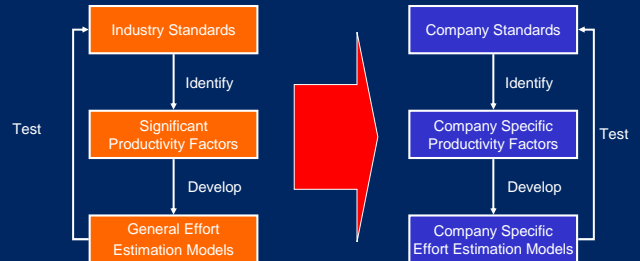 Industry Standards
Identify
Significant
Productivity Factors
Develop
General Effort
Estimation Models
Test
Company Standards
Identify
Company Specific
Productivity Factors
Develop
Company Specific
Effort Estimation Models
Test